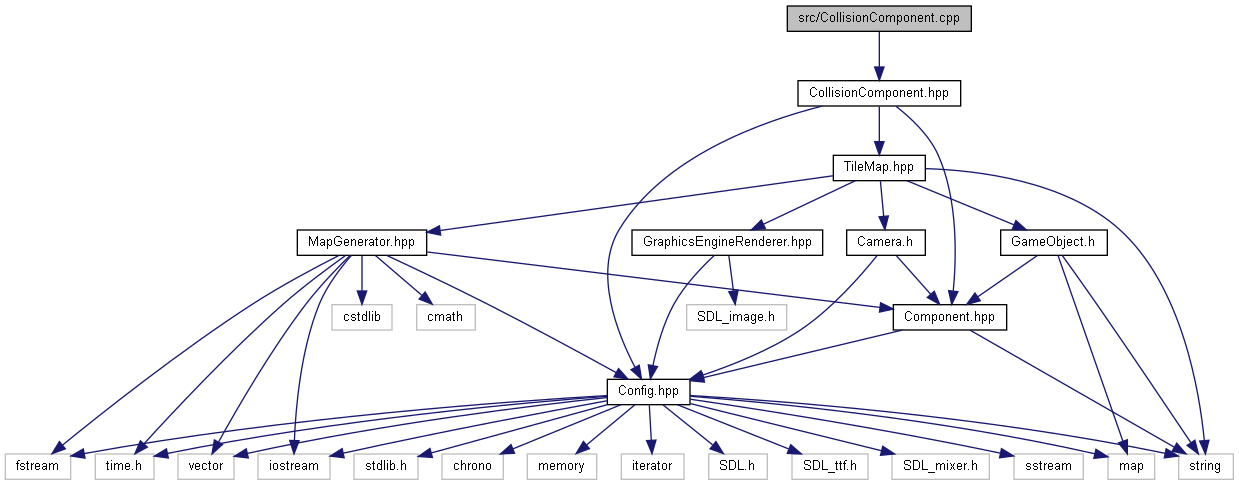 src/CollisionComponent.cpp
CollisionComponent.hpp
TileMap.hpp
MapGenerator.hpp
GraphicsEngineRenderer.hpp
Camera.h
GameObject.h
cstdlib
cmath
SDL_image.h
Component.hpp
Config.hpp
fstream
time.h
vector
iostream
stdlib.h
chrono
memory
iterator
SDL.h
SDL_ttf.h
SDL_mixer.h
sstream
map
string